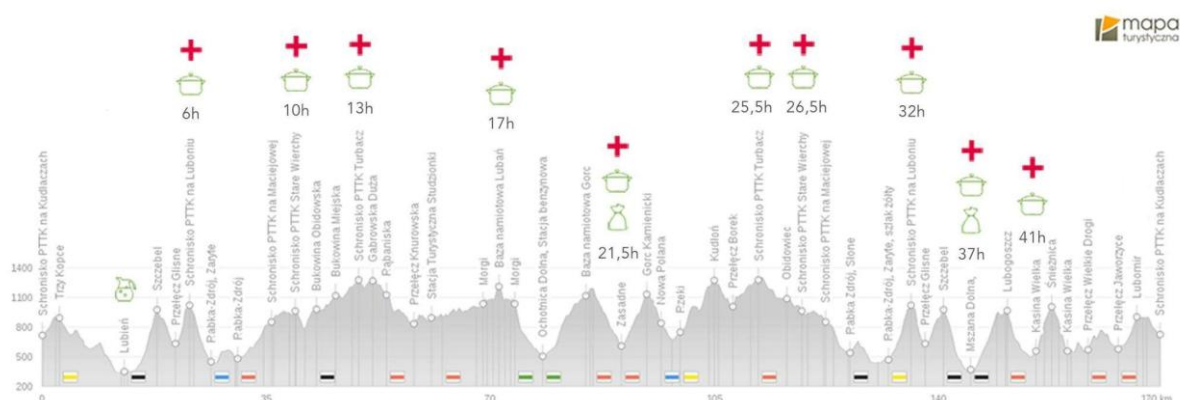 mapa
turystyczna
6h
10h
13h
17h
21,5h
25,5h
26,5h
32h
37h
41h
Schronisko PTTK na Kudłaczach
Trzy Kopce
Lubień
Szczebel
Przełęcz Glisne
Schronisko PTTK na Luboniu
Rabka-Zdrój, Zaryte
Rabka-Zdrój
Schronisko PTTK na Maciejowej
Schronisko PTTK Stare Wierchy
Bukowina Obidowska
Bukowina Miejska
Schronisko PTTK Turbacz
Gabrowska Duża
Pąbaniska
Przełęcz Knurowska
Stacja Turystyczna Studzionki
Morgi
Baza namiotowa Lubań
Morgi
Ochotnica Dolna, Stacja benzynowa
Baza namiotowa Gorc
Zasadne
Gorc Kamienicki
Nowa Polana
Rzeki
Kudłoń
Przełęcz Borek
Schronisko PTTK Turbacz
Obidowiec
Schronisko PTTK Stare Wierchy
Schronisko PTTK na Maciejowej
Rabka Zdrój, Słone
Rabka-Zdrój, Zaryte, szlak żółty
Schronisko PTTK na Luboniu
Przełęcz Glisne
Szczebel
Mszana Dolna,
Lubogoszcz
Kasina Wielka
Śnieżnica
Kasina Wielka
Przełęcz Wielkie Drogi
Przełęcz Jaworzyce
Lubomir
Schronisko PTTK na Kudłaczach
1400
1100
800
500
200
0
35
70
105
140
170 km